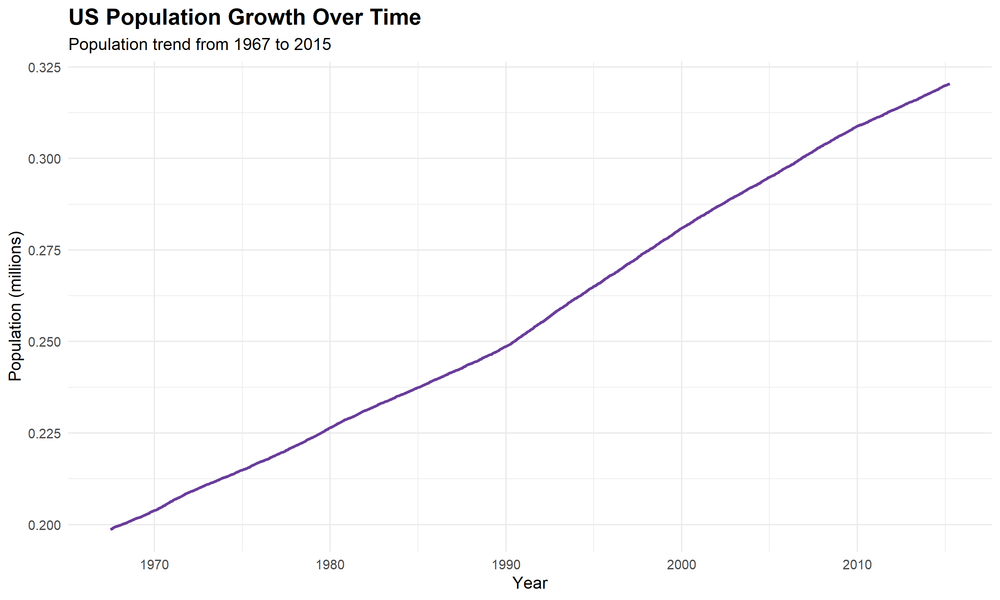 US Population Growth Over Time
Population trend from 1967 to 2015
Population (millions)
0.325
0.300
0.275
0.250
0.225
0.200
1970 1980 1990 2000 2010
Year